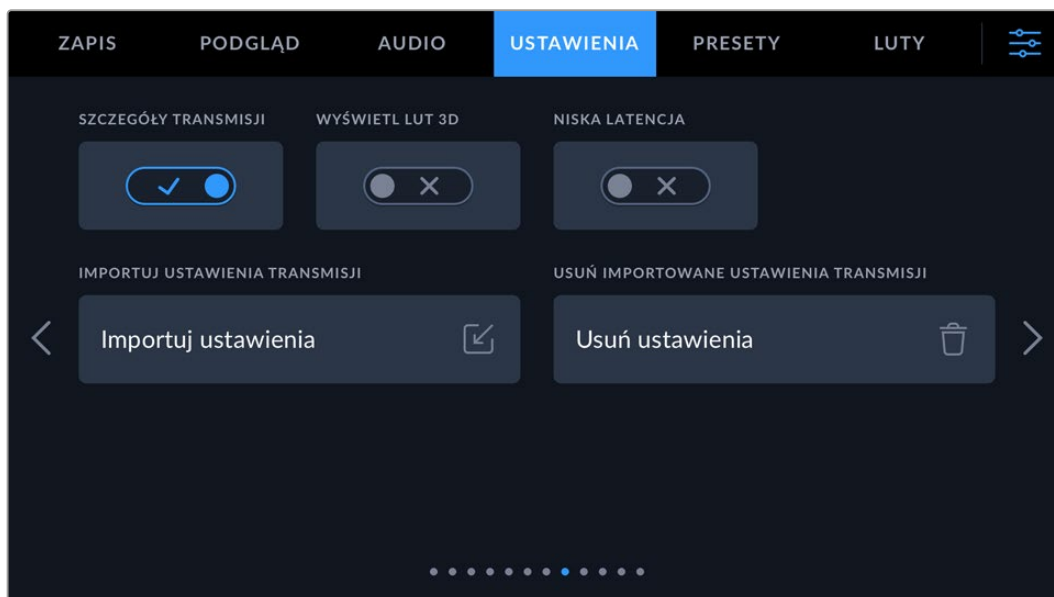 ZAPIS PODGLĄD AUDIO USTAWIENIA PRESETY LUTY
SZCZEGÓŁY TRANSMISJI WYŚWIETL LUT 3D NISKA LATENCJA
IMPORTUJ USTAWIENIA TRANSMISJI USUŃ IMPORTOWANE USTAWIENIA TRANSMISJI
Importuj ustawienia Usuń ustawienia